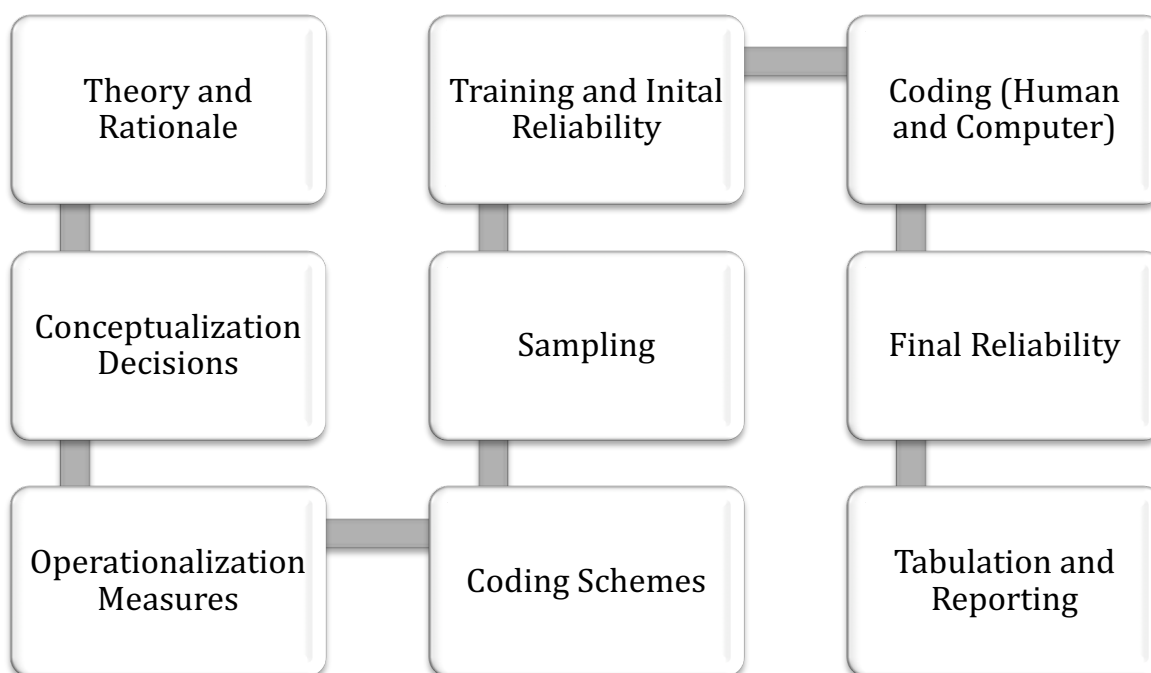 Theory and
Rationale
Conceptualization
Decisions
Operationalization
Measures
Coding Schemes
Sampling
Training and Inital
Reliability
Coding (Human
and Computer)
Final Reliability
Tabulation and
Reporting